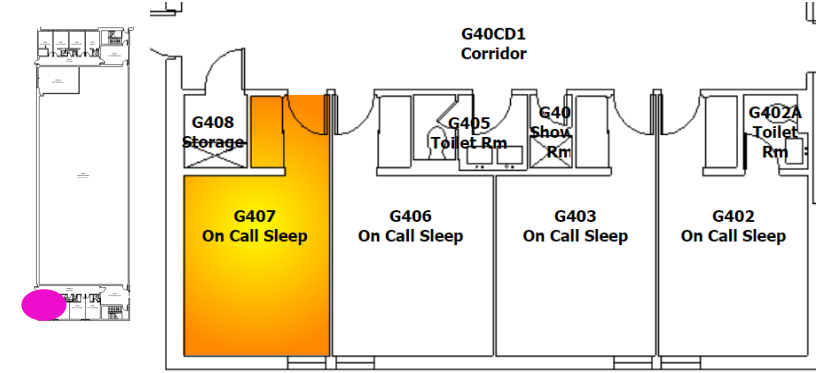 G40CD1
Corridor
G408
Storage
G405
Toilet Rm
G40
Show
Rm
G402A
Toilet
Rm
G407
On Call Sleep
G406
On Call Sleep
G403
On Call Sleep
G402
On Call Sleep